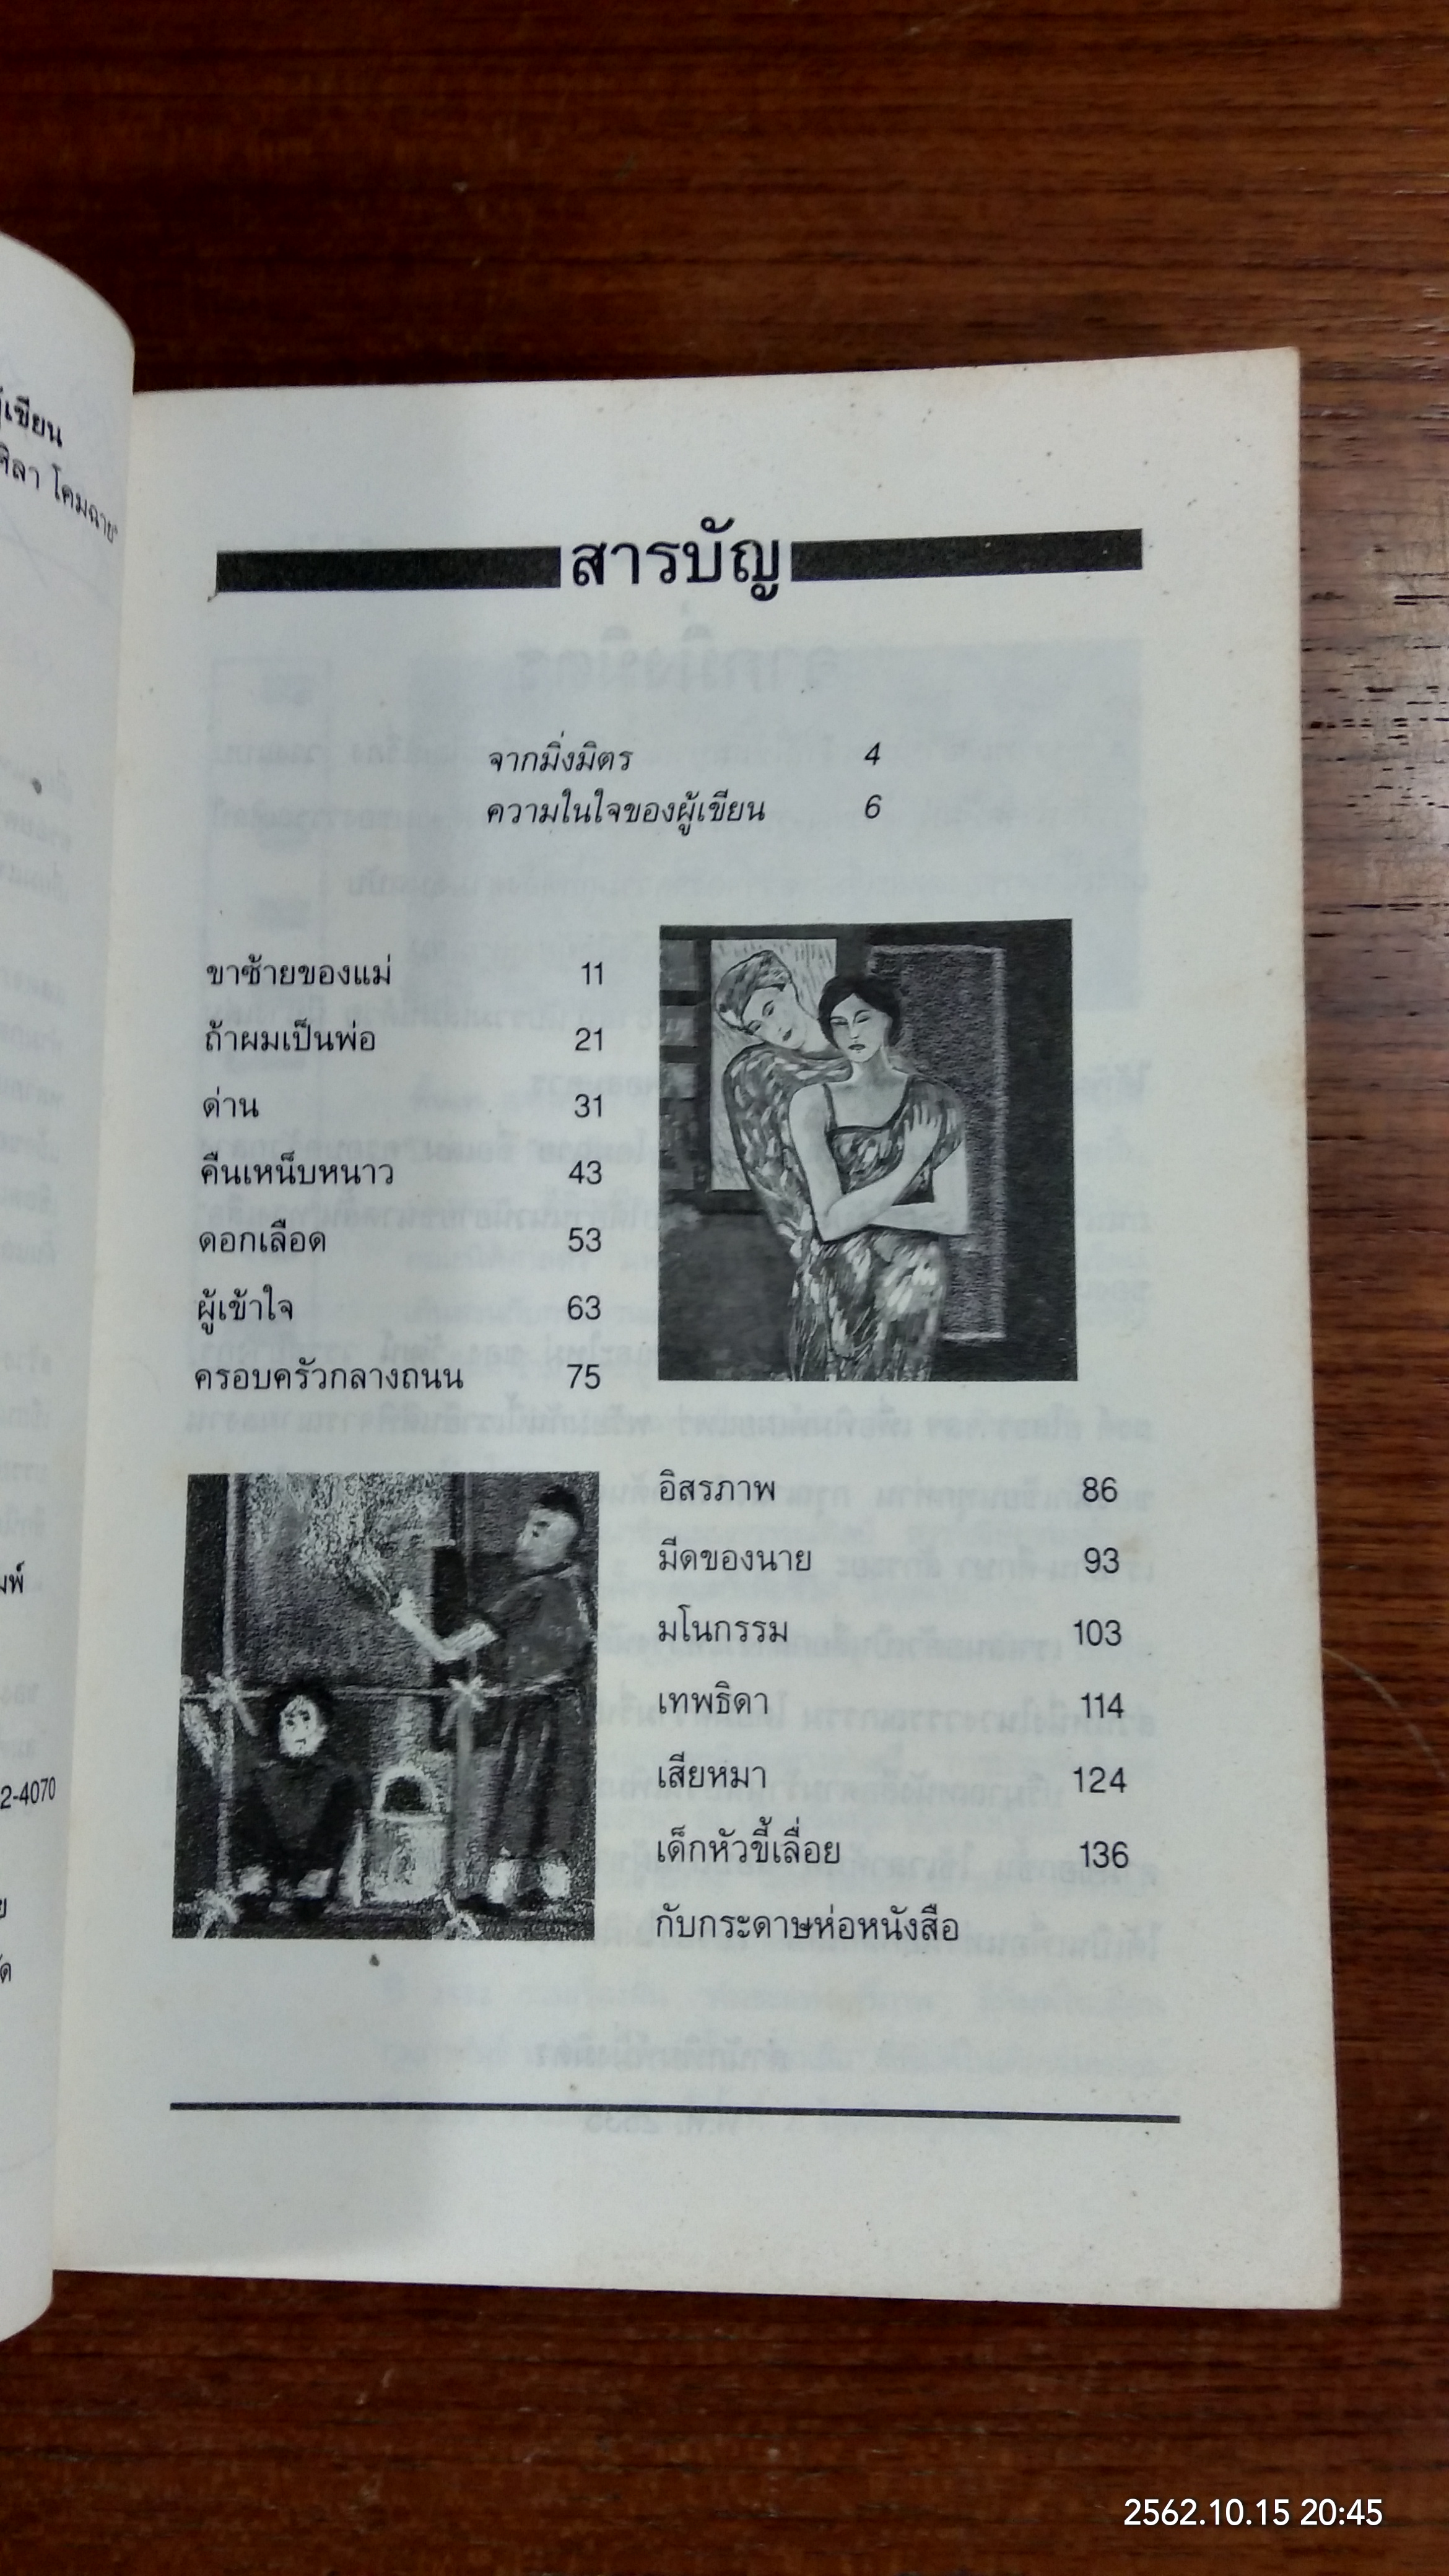 ผู้เขียน
ศิลา โคมฉาย
2-4070
สารบัญ
จากมิ่งมิตร 4
ความในใจของผู้เขียน 6
ขาซ้ายของแม่ 11
ถ้าผมเป็นพ่อ 21
ด่าน 31
คืนเหน็บหนาว 43
ดอกเลือด 53
ผู้เข้าใจ 63
ครอบครัวกลางถนน 75
อิสรภาพ 86
มีดของนาย 93
มโนกรรม 103
เทพธิดา 114
เสียหมา 124
เด็กหัวขี้เลื่อย 136
กับกระดาษห่อหนังสือ
2562.10.15 20:45